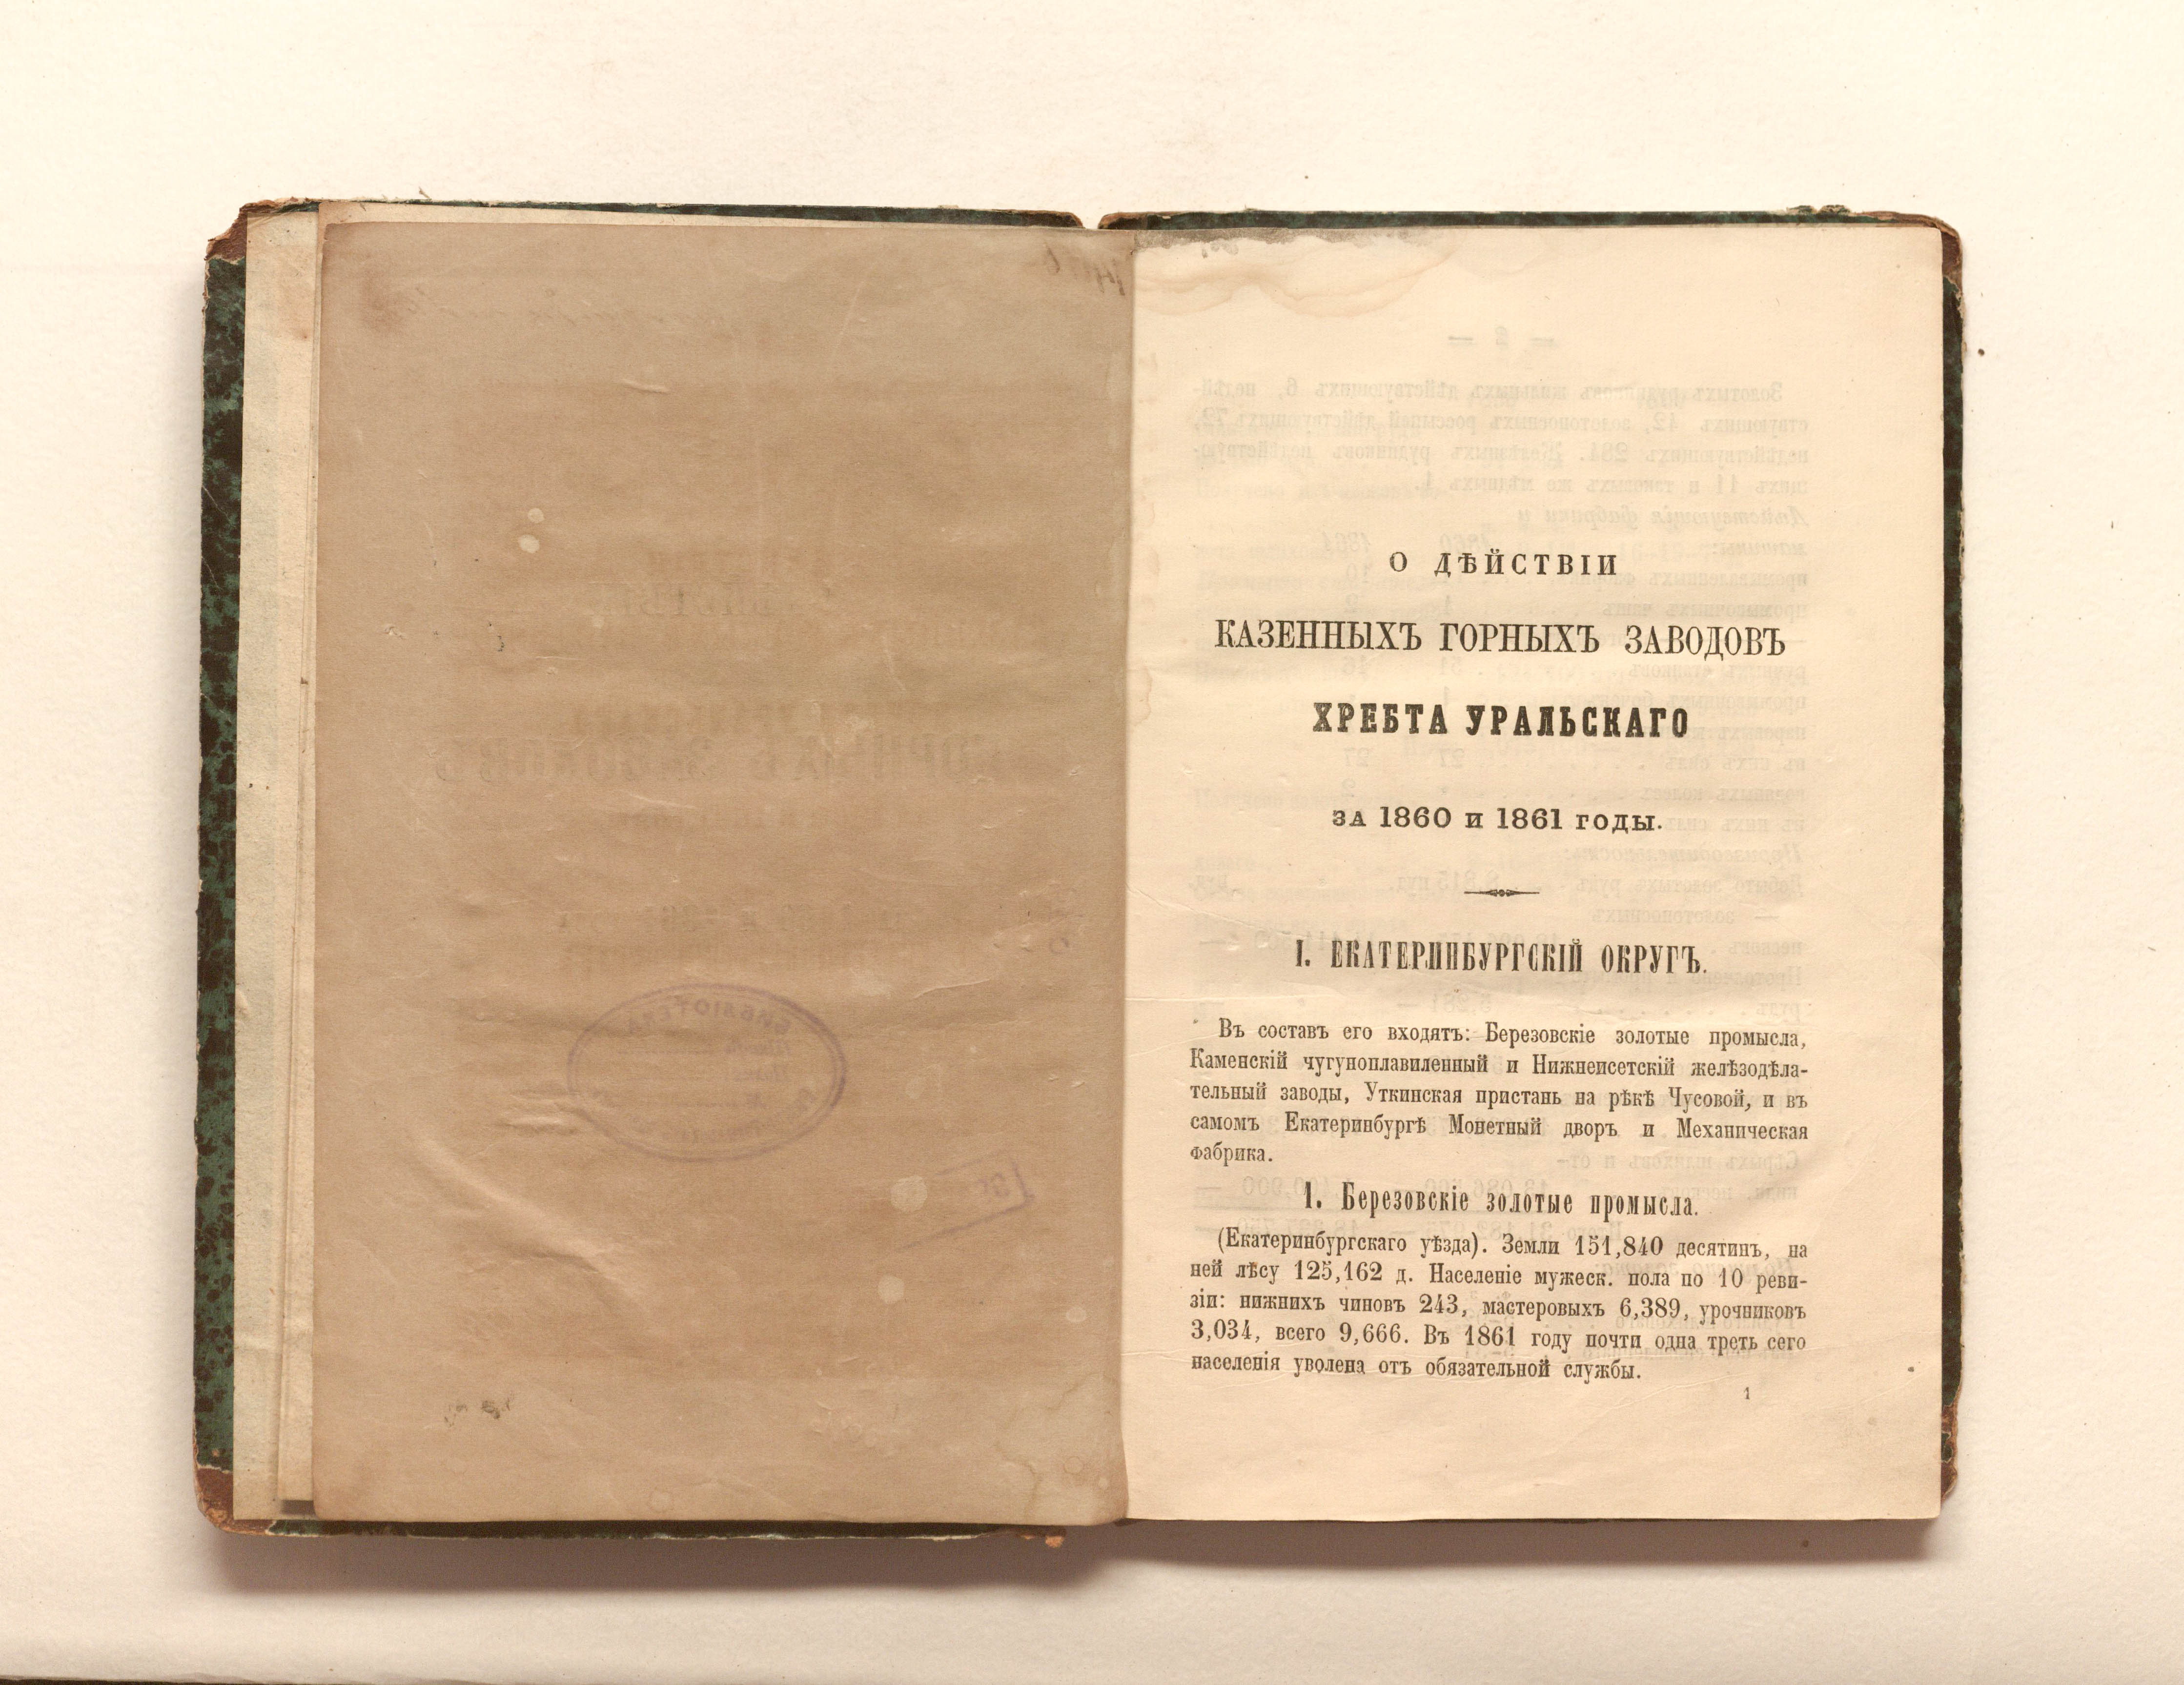 О ДѢЙСТВІИ
КАЗЕННЫХЪ ГОРНЫХЪ ЗАВОДОВЪ
ХРЕБТА УРАЛЬСКАГО
ЗА 1860 И 1861 ГОДЫ.
I. ЕКАТЕРИНБУРГСКІЙ ОКРУГЪ.
Въ составъ его входятъ: Березовскіе золотые промысла,
Каменскій чугуноплавиленный и Нижнеисетскій желѣзодѣла-
тельный заводы, Уткинская пристань на рѣкѣ Чусовой, и въ
самомъ Екатеринбургѣ Монетный дворъ и Механическая
фабрика.
1. Березовскіе золотые промысла.
(Екатеринбургскаго уѣзда). Земли 151,840 десятинъ, на
ней лѣсу 125,162 д. Населеніе мужеск. пола по 10 реви-
зіи: нижнихъ чиновъ 243, мастеровыхъ 6,389, урочниковъ
3,034, всего 9,666. Въ 1861 году почти одна треть сего
населенія уволена отъ обязательной службы.
1